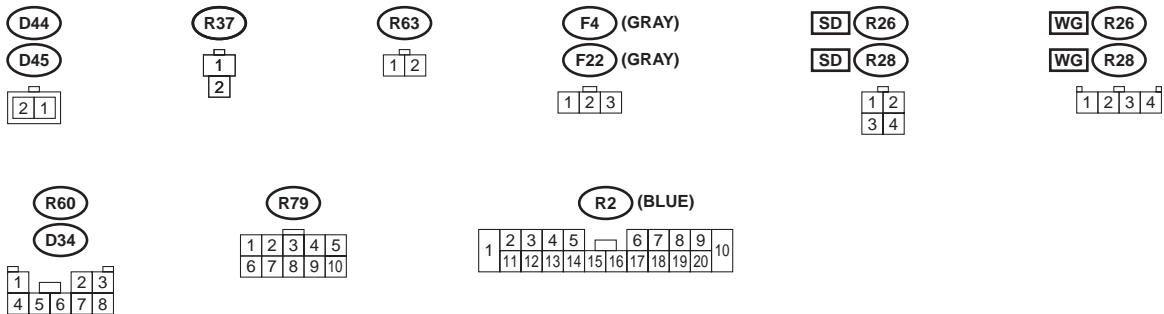 D44 R37 R63 F4 (GRAY) SD R26 WG R26
D45 F22 (GRAY) SD R28 WG R28
1
2
2 1
1 2
1 2 3
1 2
3 4
1 2 3 4
R60 R79 R2 (BLUE)
D34
1 2 3
4 5 6 7 8
1 2 3 4 5
6 7 8 9 10
1 2 3 4 5 6 7 8 9 10
11 12 13 14 15 16 17 18 19 20